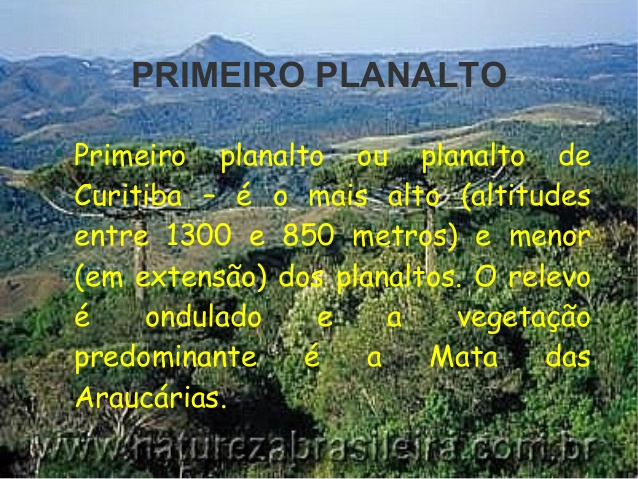 PRIMEIRO PLANALTO
Primeiro planalto ou planalto de
Curitiba – é o mais alto (altitudes
entre 1300 e 850 metros) e menor
(em extensão) dos planaltos. O relevo
é ondulado e a vegetação
predominante é a Mata das
Araucárias.
www.naturezabrasileira.com.br